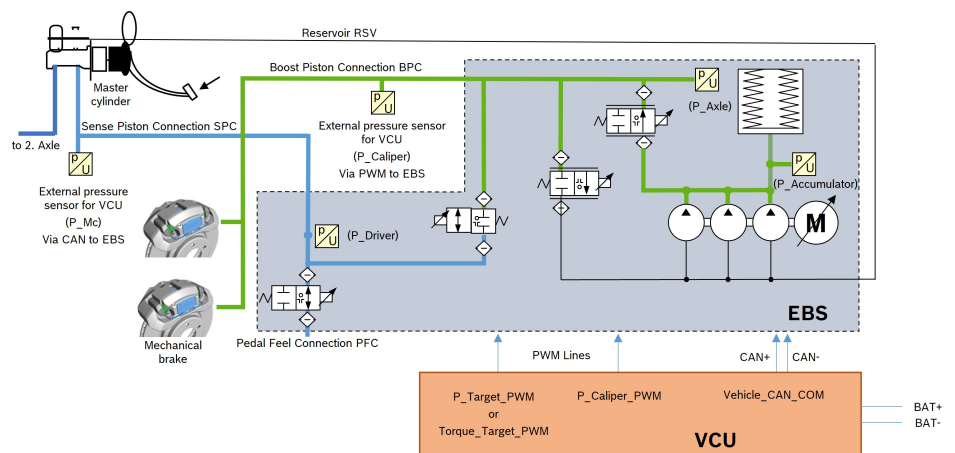 Reservoir RSV
Master
cylinder
Boost Piston Connection BPC
p
U
(P_Axle)
External pressure sensor
for VCU
(P_Caliper)
Via PWM to EBS
p
U
Sense Piston Connection SPC
to 2. Axle
p
U
External pressure
sensor for VCU
(P_Mc)
Via CAN to EBS
p
U
(P_Accumulator)
p
U
(P_Driver)
M
EBS
Mechanical
brake
Pedal Feel Connection PFC
PWM Lines
CAN+
CAN-
P_Target_PWM
or
Torque_Target_PWM
P_Caliper_PWM
Vehicle_CAN_COM
VCU
BAT+
BAT-